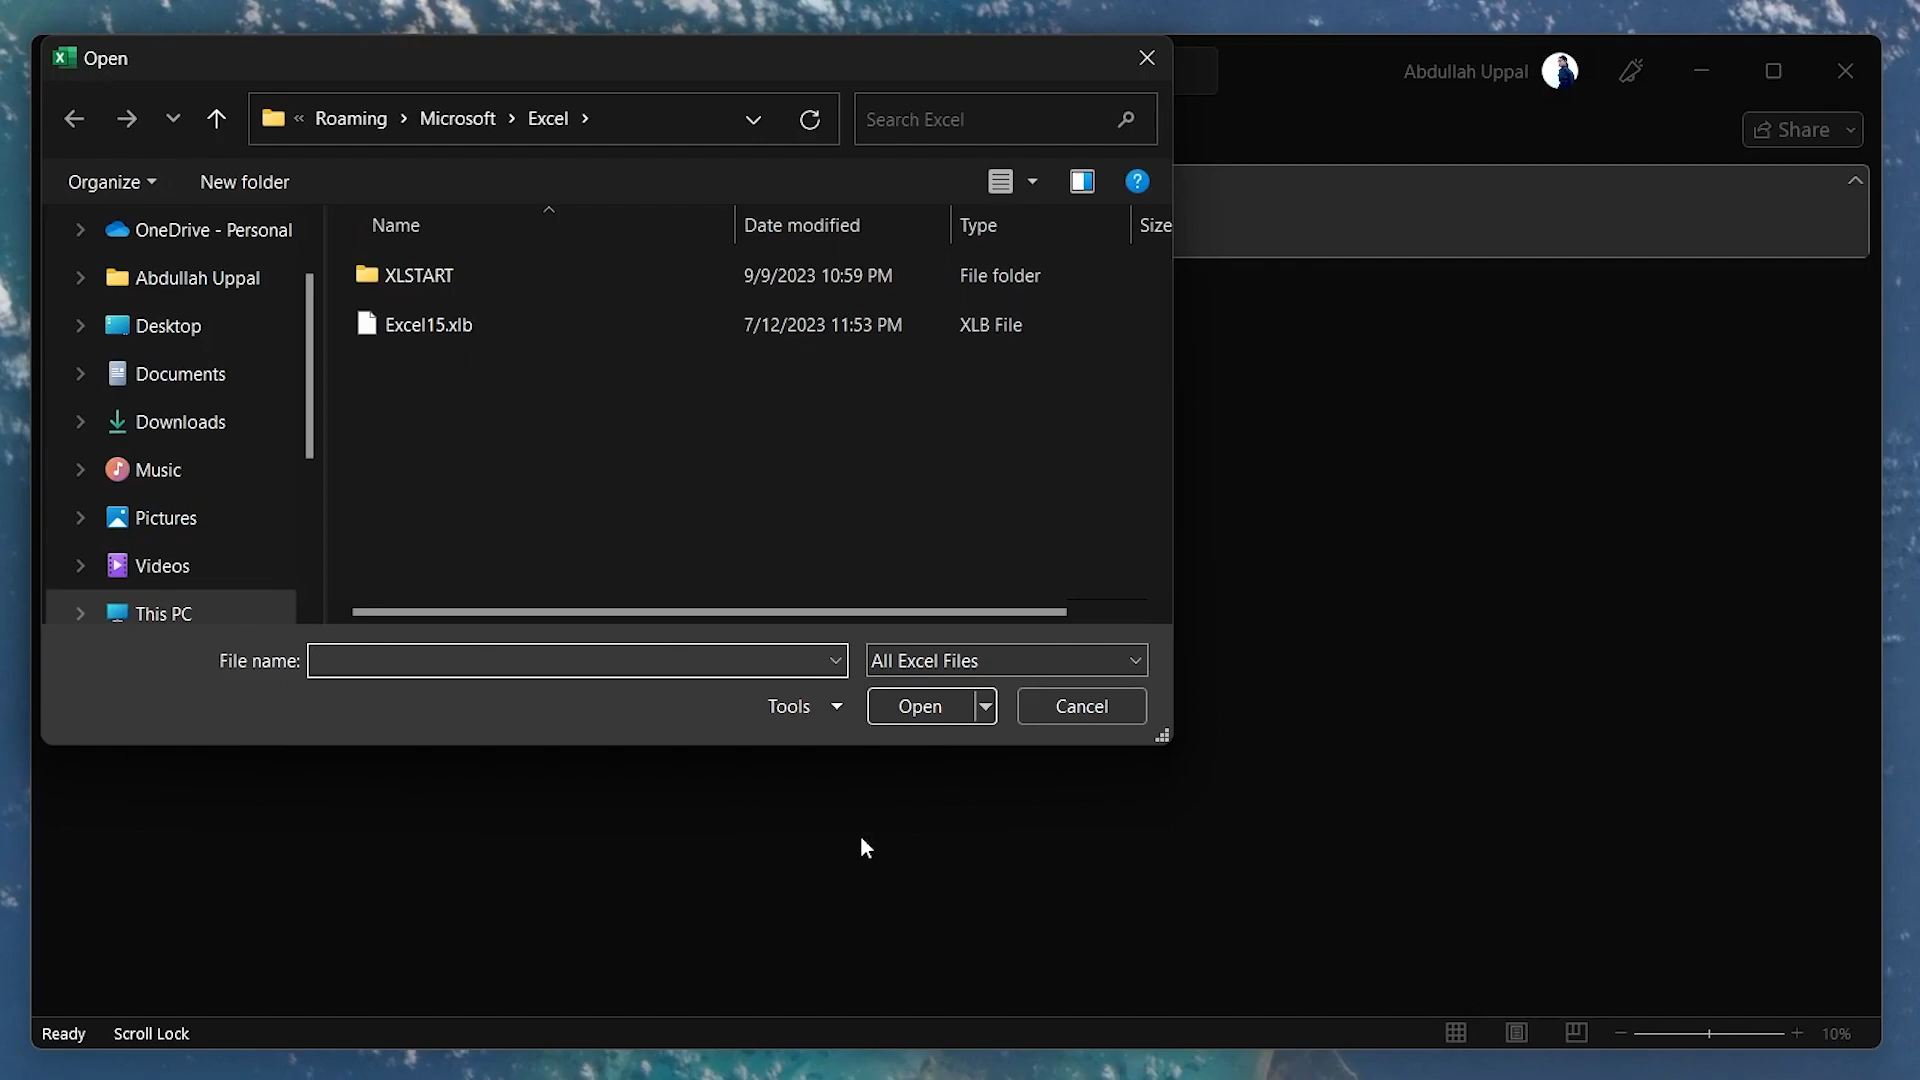 Open
Abdullah Uppal
« Roaming > Microsoft > Excel >
Search Excel
Share
Organize
New folder
?
Name
Date modified
Type
Size
OneDrive - Personal
Abdullah Uppal
Desktop
Documents
Downloads
Music
Pictures
Videos
This PC
XLSTART 9/9/2023 10:59 PM File folder
Excel15.xlb 7/12/2023 11:53 PM XLB File
File name:
All Excel Files
Tools
Open
Cancel
Ready
Scroll Lock
10%